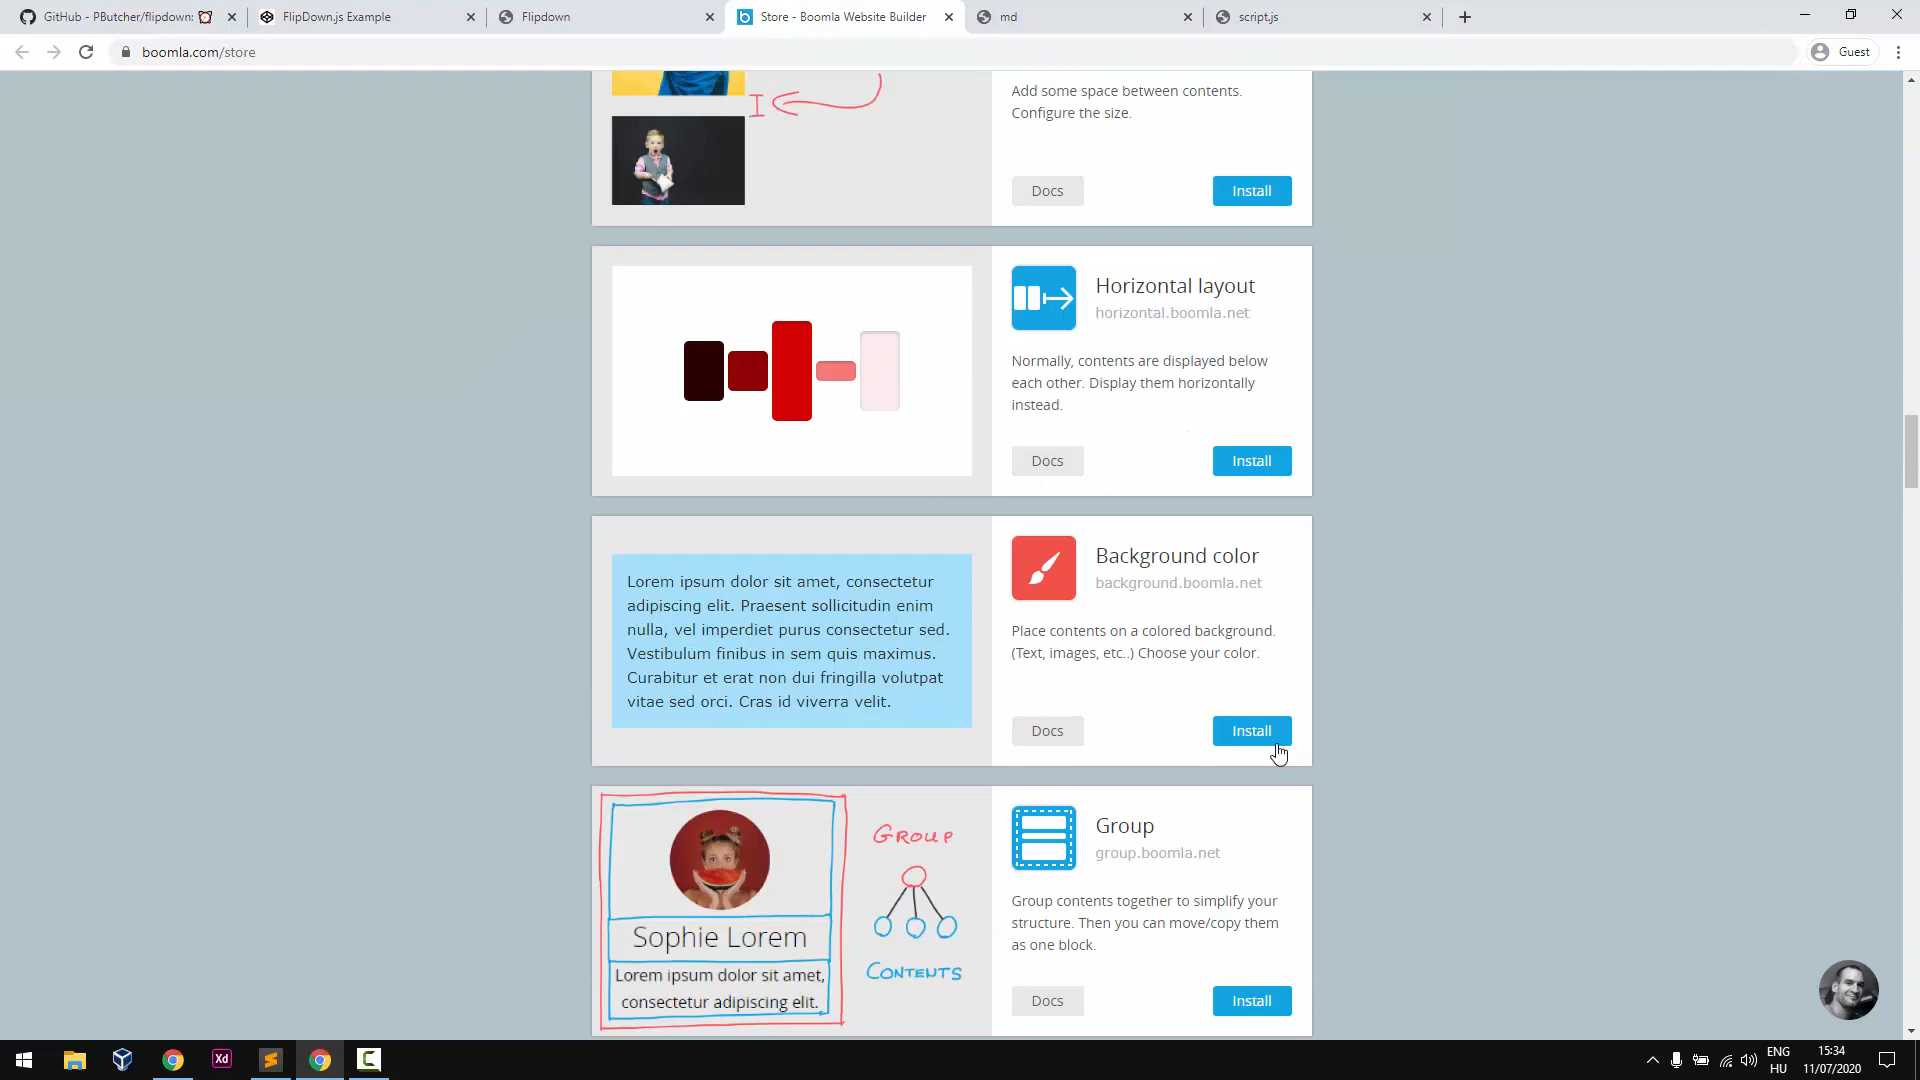 GitHub - PButcher/flipdown:
FlipDown.js Example
Flipdown
Store - Boomla Website Builder
md
script.js
boomla.com/store
Guest
Add some space between contents.
Configure the size.
Docs
Install
Horizontal layout
horizontal.boomla.net
Normally, contents are displayed below
each other. Display them horizontally
instead.
Docs
Install
Lorem ipsum dolor sit amet, consectetur
adipiscing elit. Praesent sollicitudin enim
nulla, vel imperdiet purus consectetur sed.
Vestibulum finibus in sem quis maximus.
Curabitur et erat non dui fringilla volutpat
vitae sed orci. Cras id viverra velit.
Background color
background.boomla.net
Place contents on a colored background.
(Text, images, etc..) Choose your color.
Docs
Install
Sophie Lorem
Lorem ipsum dolor sit amet,
consectetur adipiscing elit.
GROUP
CONTENTS
Group
group.boomla.net
Group contents together to simplify your
structure. Then you can move/copy them
as one block.
Docs
Install
Xd
ENG
HU
15:34
11/07/2020